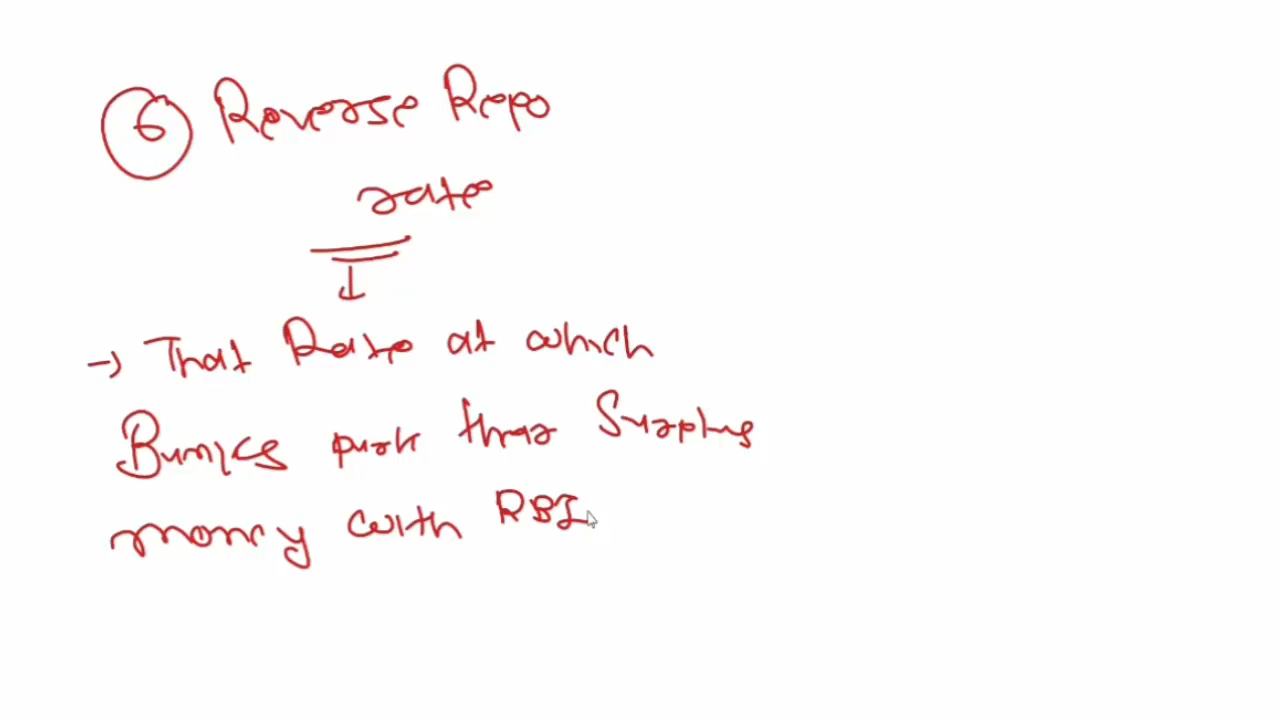 6 Reverse Repo
rate
→ That Rate at which
Banks park their Surplus
money with RBI